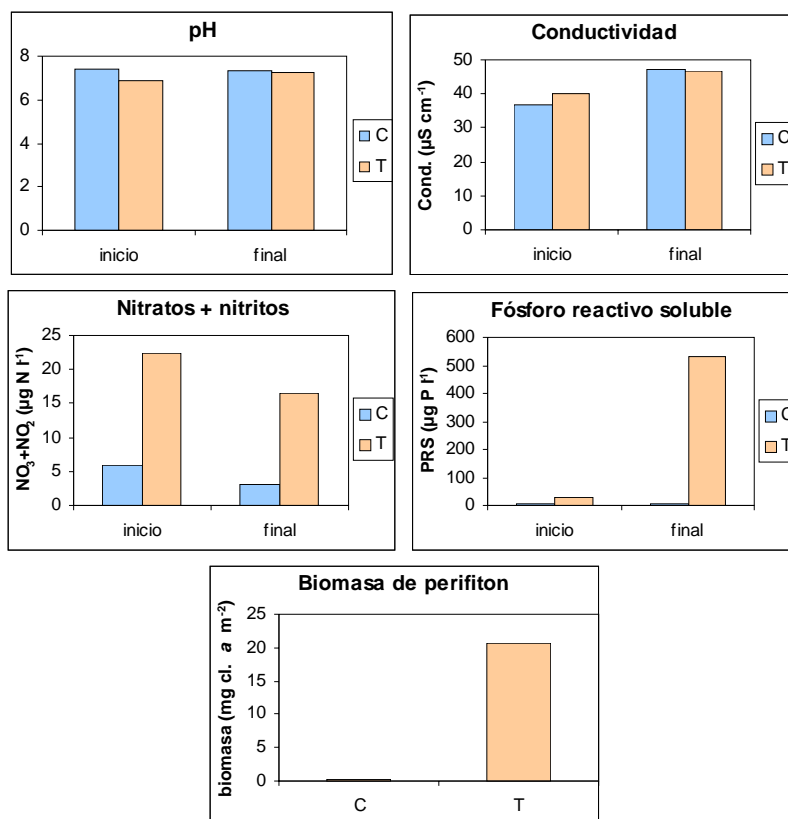 pH
8
6
4
2
0
inicio
final
C
T
Conductividad
Cond. (µS cm-1)
50
40
30
20
10
0
inicio
final
C
T
Nitratos + nitritos
NO3+NO2 (µg N l-1)
25
20
15
10
5
0
inicio
final
C
T
Fósforo reactivo soluble
PRS (µg P l-1)
600
500
400
300
200
100
0
inicio
final
C
T
Biomasa de perifiton
biomasa (mg cl. a m-2)
25
20
15
10
5
0
C
T